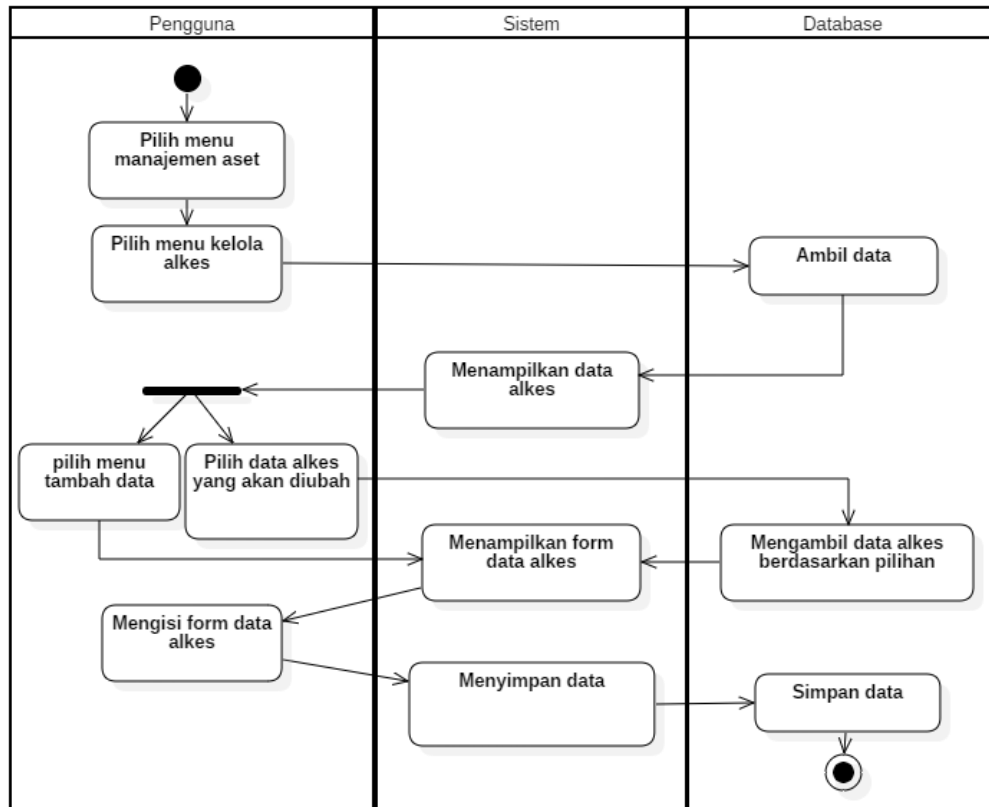 Pengguna
Sistem
Database
Pilih menu
manajemen aset
Pilih menu kelola
alkes
Ambil data
Menampilkan data
alkes
pilih menu
tambah data
Pilih data alkes
yang akan diubah
Menampilkan form
data alkes
Mengambil data alkes
berdasarkan pilihan
Mengisi form data
alkes
Menyimpan data
Simpan data